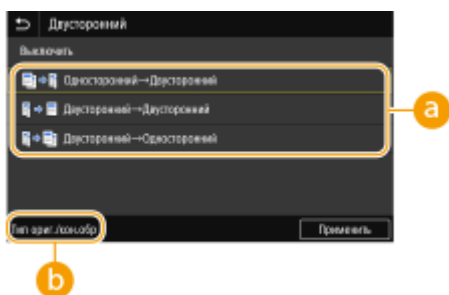 Двусторонний
Выключить
Односторонний→Двусторонний
Двусторонний→Двусторонний
Двусторонний→Односторонний
Тип ориг./кон.обр
Применить
a
b